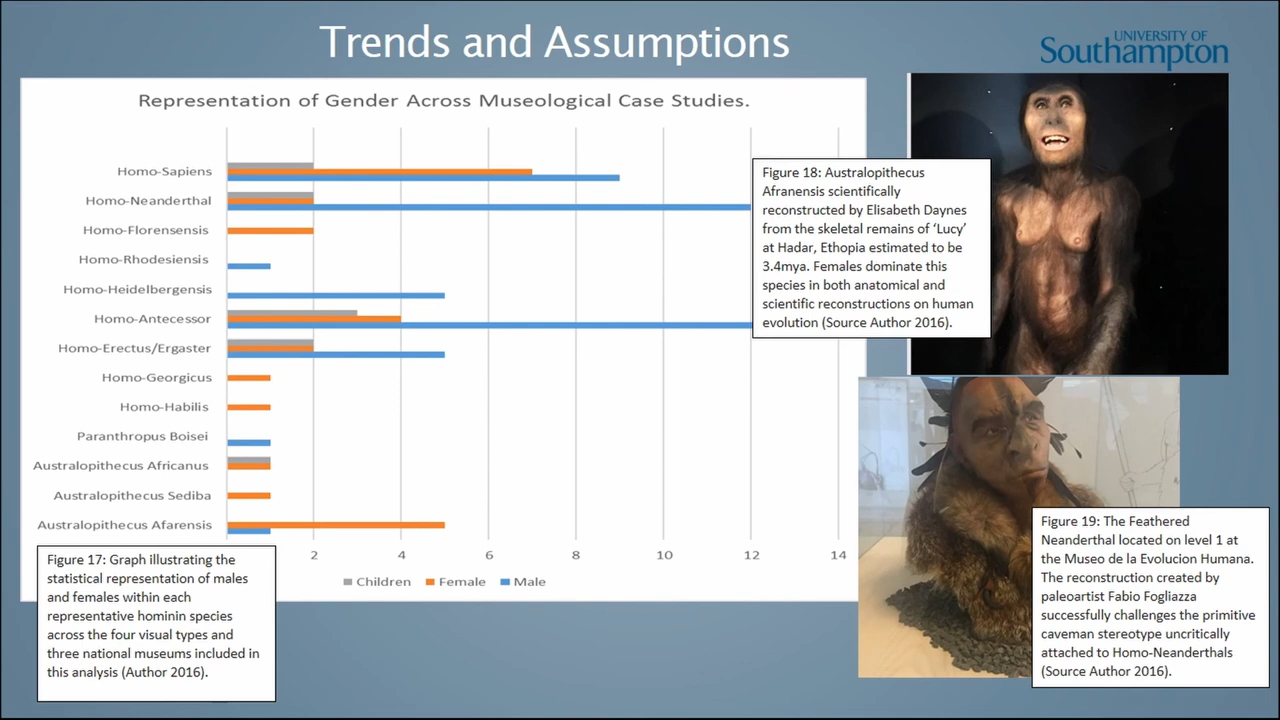 Trends and Assumptions
UNIVERSITY OF
Southampton
Representation of Gender Across Museological Case Studies.
Homo-Sapiens
Homo-Neanderthal
Homo-Florensensis
Homo-Rhodesiensis
Homo-Heidelbergensis
Homo-Antecessor
Homo-Erectus/Ergaster
Homo-Georgicus
Homo-Habilis
Paranthropus Boisei
Australopithecus Africanus
Australopithecus Sediba
Australopithecus Afarensis
2 4 6 8 10 12 14
Children Female Male
Figure 17: Graph illustrating the
statistical representation of males
and females within each
representative hominin species
across the four visual types and
three national museums included in
this analysis (Author 2016).
Figure 18: Australopithecus
Afranensis scientifically
reconstructed by Elisabeth Daynes
from the skeletal remains of ‘Lucy’
at Hadar, Ethopia estimated to be
3.4mya. Females dominate this
species in both anatomical and
scientific reconstructions on human
evolution (Source Author 2016).
Figure 19: The Feathered
Neanderthal located on level 1 at
the Museo de la Evolucion Humana.
The reconstruction created by
paleoartist Fabio Fogliazza
successfully challenges the primitive
caveman stereotype uncritically
attached to Homo-Neanderthals
(Source Author 2016).